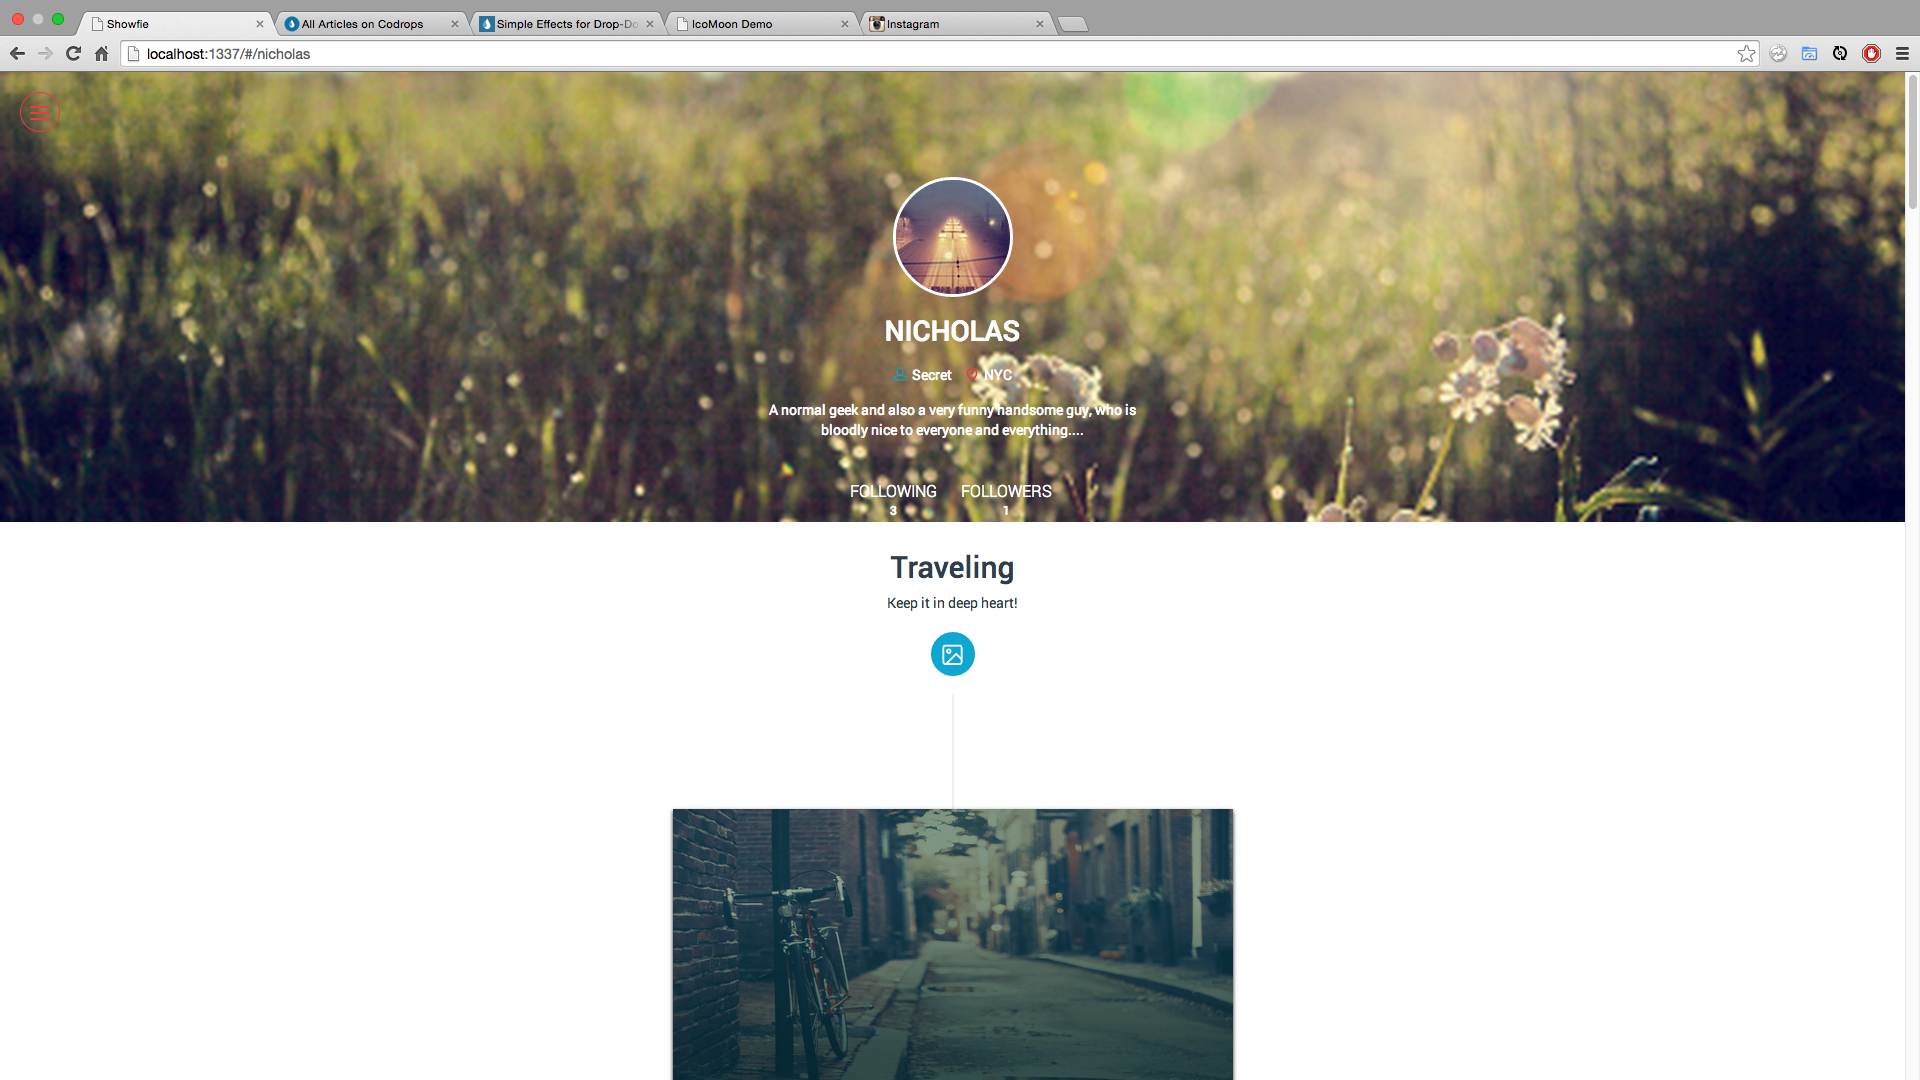 Showfie
All Articles on Codrops
Simple Effects for Drop-Do
IcoMoon Demo
Instagram
localhost:1337/#/nicholas
NICHOLAS
Secret NYC
A normal geek and also a very funny handsome guy, who is
bloodly nice to everyone and everything....
FOLLOWING FOLLOWERS
3 1
Traveling
Keep it in deep heart!